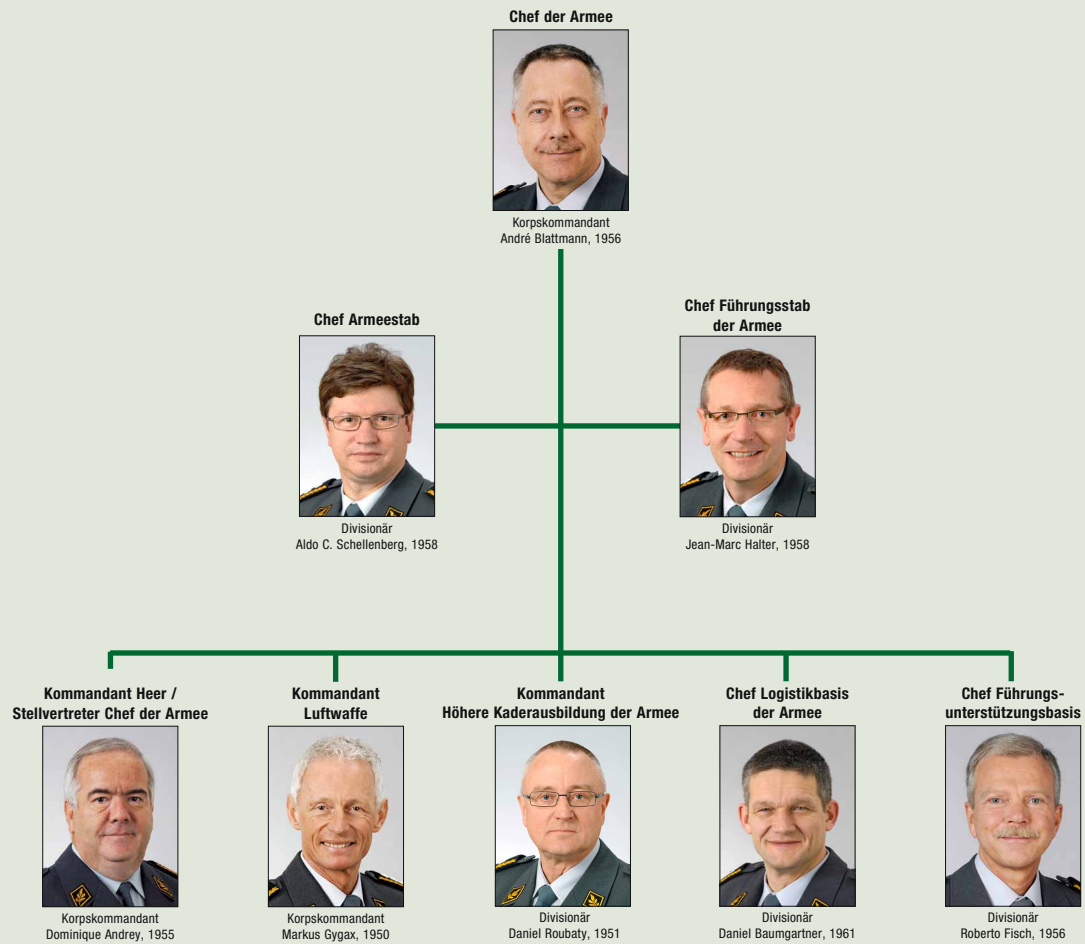 Chef der Armee
Korpskommandant
André Blattmann, 1956
Chef Armeestab
Divisionär
Aldo C. Schellenberg, 1958
Chef Führungsstab
der Armee
Divisionär
Jean-Marc Halter, 1958
Kommandant Heer /
Stellvertreter Chef der Armee
Korpskommandant
Dominique Andrey, 1955
Kommandant
Luftwaffe
Korpskommandant
Markus Gygax, 1950
Kommandant
Höhere Kaderausbildung der Armee
Divisionär
Daniel Roubaty, 1951
Chef Logistikbasis
der Armee
Divisionär
Daniel Baumgartner, 1961
Chef Führungs-
unterstützungsbasis
Divisionär
Roberto Fisch, 1956